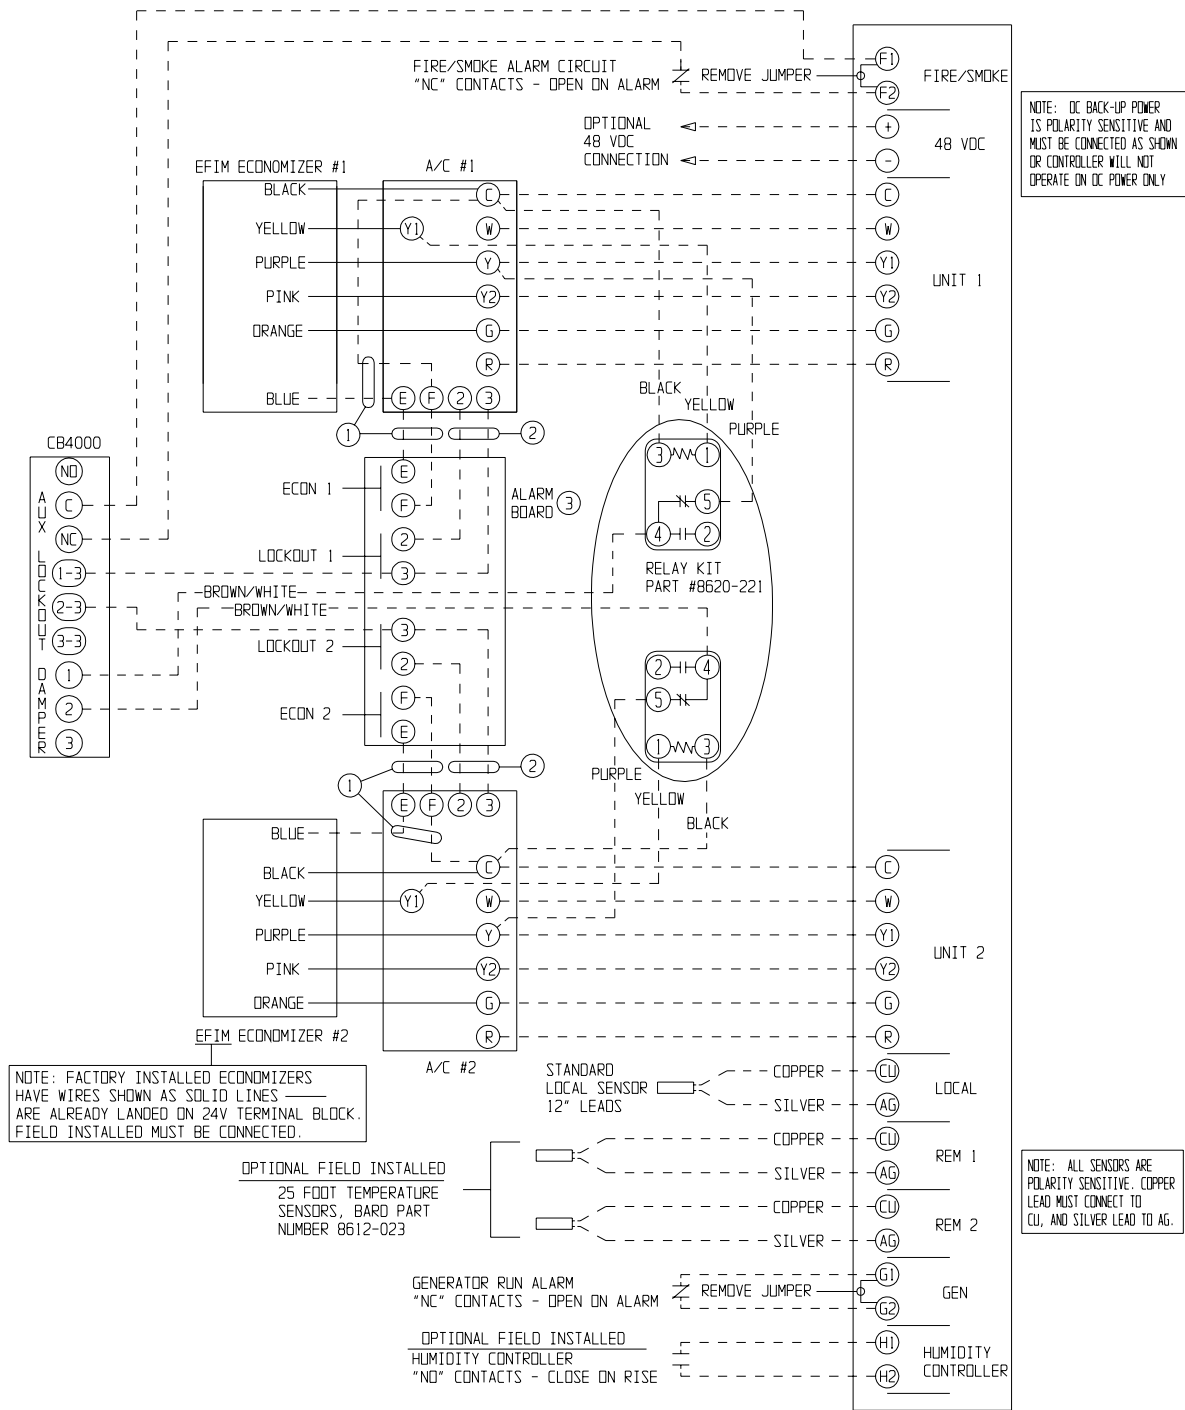 FIRE/SMOKE ALARM CIRCUIT
"NC" CONTACTS - OPEN ON ALARM
REMOVE JUMPER
F1
F2
FIRE/SMOKE
OPTIONAL
48 VDC
CONNECTION
+
-
48 VDC
NOTE: DC BACK-UP POWER
IS POLARITY SENSITIVE AND
MUST BE CONNECTED AS SHOWN
OR CONTROLLER WILL NOT
OPERATE ON DC POWER ONLY
EFIM ECONOMIZER #1
A/C #1
BLACK
C
C
YELLOW
Y1
W
W
PURPLE
Y
Y1
UNIT 1
PINK
Y2
Y2
ORANGE
G
G
R
R
BLUE
E
F
2
3
BLACK
YELLOW
PURPLE
1
2
CB4000
NO
C
NC
1-3
2-3
3-3
1
2
3
AUX LOCKOUT DAMPER
E
ECON 1
F
ALARM
BOARD
3
2
LOCKOUT 1
3
3
1
5
4
2
RELAY KIT
PART #8620-221
BROWN/WHITE
BROWN/WHITE
3
LOCKOUT 2
2
F
ECON 2
E
2
4
5
1
3
PURPLE
YELLOW
BLACK
1
2
E
F
2
3
BLUE
BLACK
C
C
YELLOW
Y1
W
W
PURPLE
Y
Y1
UNIT 2
PINK
Y2
Y2
ORANGE
G
G
R
R
EFIM ECONOMIZER #2
A/C #2
NOTE: FACTORY INSTALLED ECONOMIZERS
HAVE WIRES SHOWN AS SOLID LINES
ARE ALREADY LANDED ON 24V TERMINAL BLOCK.
FIELD INSTALLED MUST BE CONNECTED.
STANDARD
LOCAL SENSOR
12" LEADS
COPPER
CU
LOCAL
SILVER
AG
OPTIONAL FIELD INSTALLED
25 FOOT TEMPERATURE
SENSORS, BARD PART
NUMBER 8612-023
COPPER
CU
REM 1
SILVER
AG
COPPER
CU
REM 2
SILVER
AG
NOTE: ALL SENSORS ARE
POLARITY SENSITIVE. COPPER
LEAD MUST CONNECT TO
CU, AND SILVER LEAD TO AG.
GENERATOR RUN ALARM
"NC" CONTACTS - OPEN ON ALARM
REMOVE JUMPER
G1
G2
GEN
OPTIONAL FIELD INSTALLED
HUMIDITY CONTROLLER
"NO" CONTACTS - CLOSE ON RISE
H1
H2
HUMIDITY
CONTROLLER